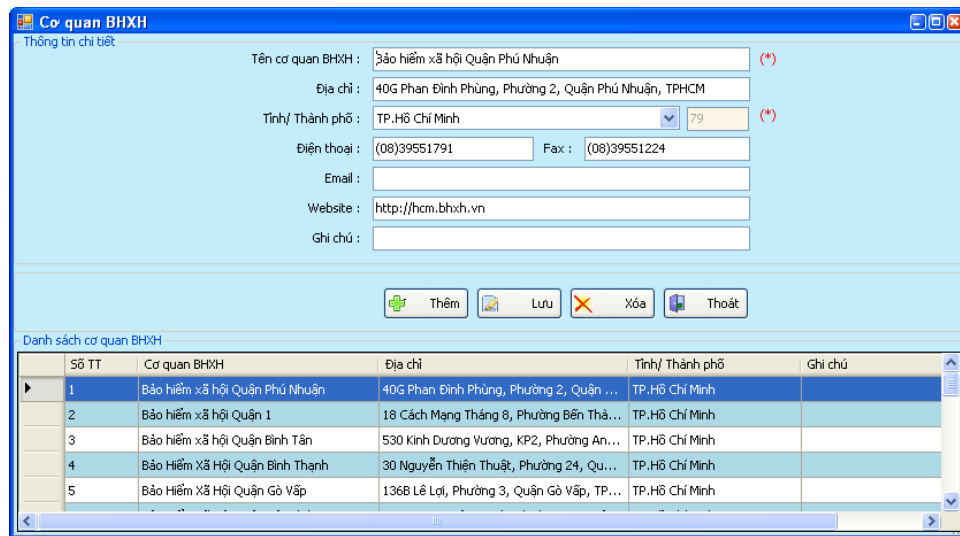 Cơ quan BHXH
Thông tin chi tiết
Tên cơ quan BHXH : Bảo hiểm xã hội Quận Phú Nhuận (*)
Địa chỉ : 40G Phan Đình Phùng, Phường 2, Quận Phú Nhuận, TPHCM
Tỉnh/ Thành phố : TP.Hồ Chí Minh 79 (*)
Điện thoại : (08)39551791 Fax : (08)39551224
Email :
Website : http://hcm.bhxh.vn
Ghi chú :
Thêm Lưu Xóa Thoát
Danh sách cơ quan BHXH
Số TT Cơ quan BHXH Địa chỉ Tỉnh/ Thành phố Ghi chú
1 Bảo hiểm xã hội Quận Phú Nhuận 40G Phan Đình Phùng, Phường 2, Quận ... TP.Hồ Chí Minh
2 Bảo hiểm xã hội Quận 1 18 Cách Mạng Tháng 8, Phường Bến Thà... TP.Hồ Chí Minh
3 Bảo hiểm xã hội Quận Bình Tân 530 Kinh Dương Vương, KP2, Phường An... TP.Hồ Chí Minh
4 Bảo Hiểm Xã Hội Quận Bình Thạnh 30 Nguyễn Thiện Thuật, Phường 24, Qu... TP.Hồ Chí Minh
5 Bảo Hiểm Xã Hội Quận Gò Vấp 136B Lê Lợi, Phường 3, Quận Gò Vấp, TP... TP.Hồ Chí Minh